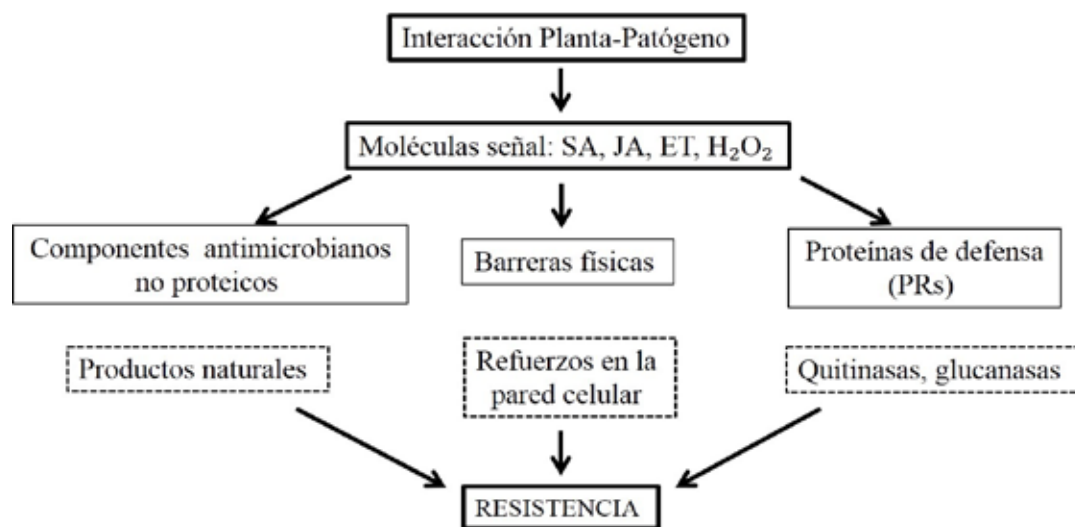 Interacción Planta-Patógeno
Moléculas señal: SA, JA, ET, H₂O₂
Componentes antimicrobianos
no proteicos
Barreras físicas
Proteínas de defensa
(PRs)
Productos naturales
Refuerzos en la
pared celular
Quitinasas, glucanasas
RESISTENCIA